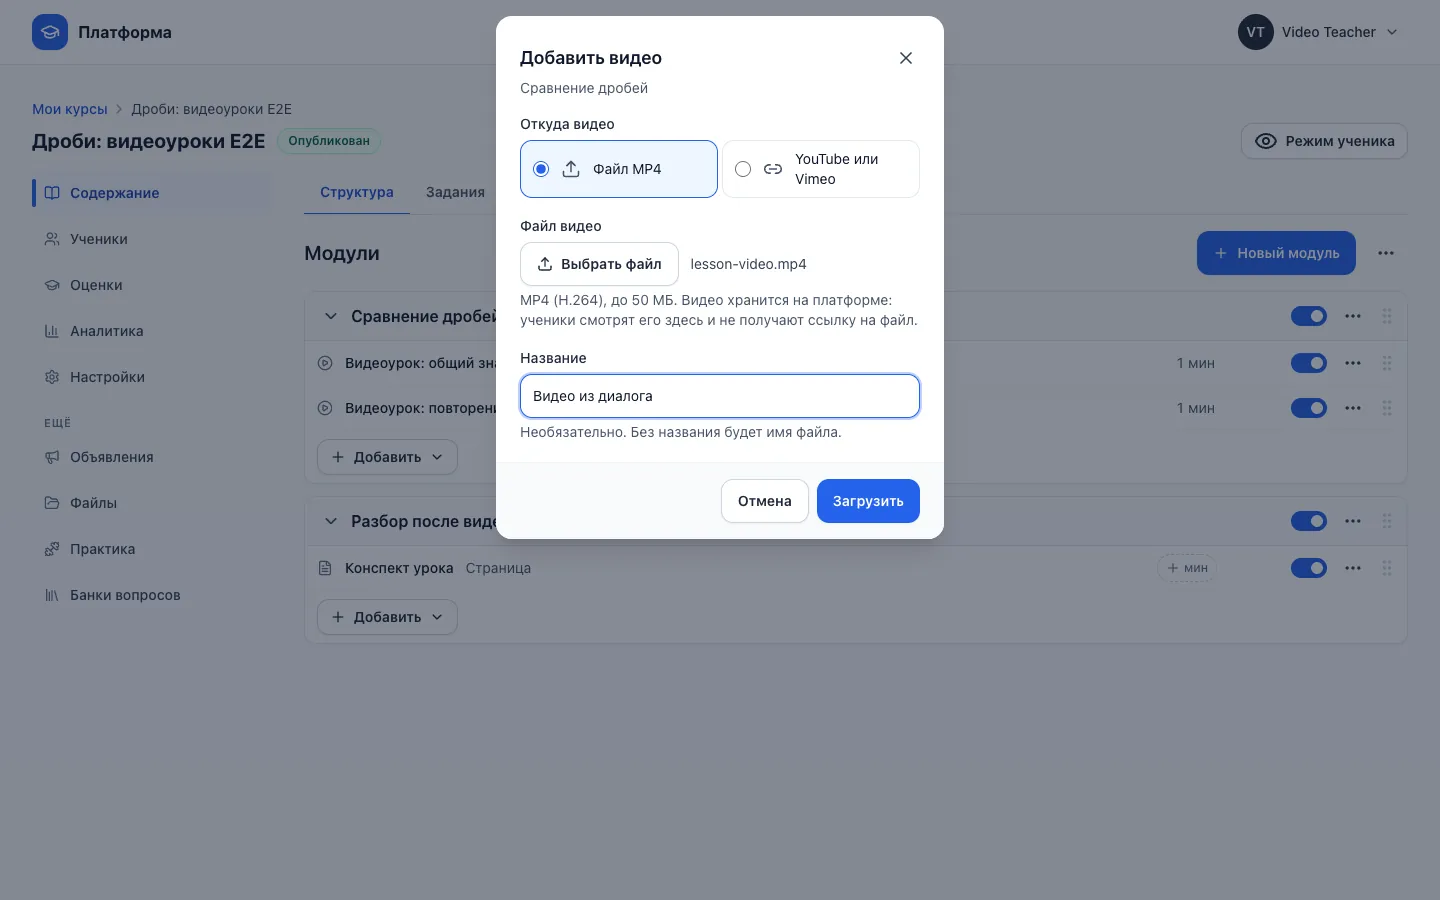 Платформа
VT Video Teacher
Мои курсы > Дроби: видеоуроки E2E
Дроби: видеоуроки E2E Опубликован
Режим ученика
Содержание
Ученики
Оценки
Аналитика
Настройки
ЕЩЁ
Объявления
Файлы
Практика
Банки вопросов
Структура Задания
Модули
+ Новый модуль
Сравнение дробей
Видеоурок: общий
1 мин
Видеоурок:
1 мин
+ Добавить
Разбор после
Конспект урока Страница
+ мин
+ Добавить
Добавить видео
Сравнение дробей
Откуда видео
Файл MP4
YouTube или
Vimeo
Файл видео
Выбрать файл lesson-video.mp4
MP4 (H.264), до 50 МБ. Видео хранится на платформе:
ученики смотрят его здесь и не получают ссылку на файл.
Название
Видео из диалога
Необязательно. Без названия будет имя файла.
Отмена Загрузить